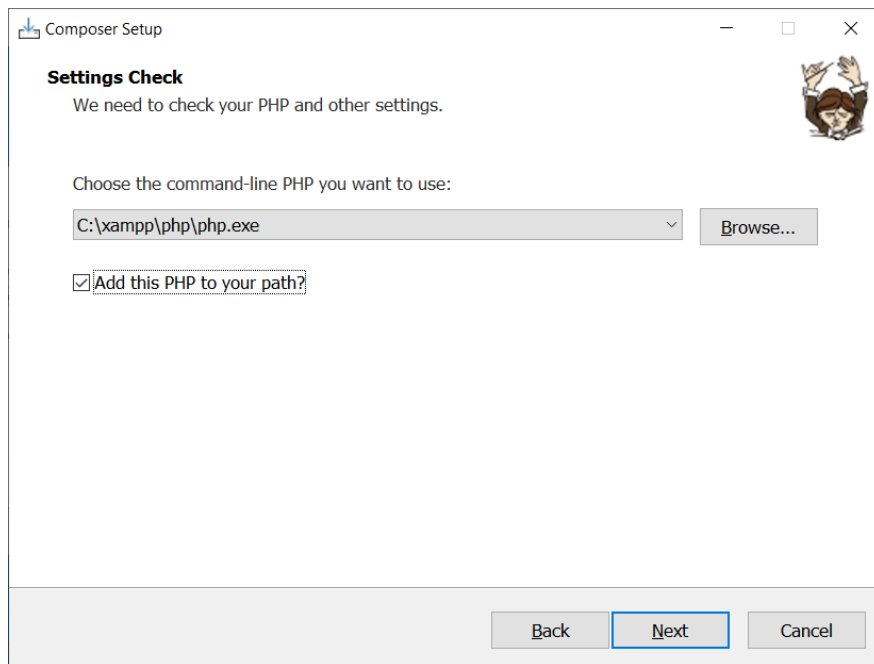 Composer Setup
Settings Check
We need to check your PHP and other settings.
Choose the command-line PHP you want to use:
C:\xampp\php\php.exe
Browse...
Add this PHP to your path?
Back
Next
Cancel